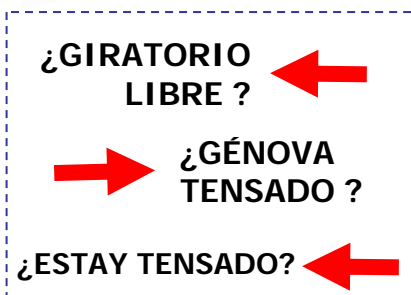 ¿GIRATORIO
LIBRE ?
¿GÉNOVA
TENSADO ?
¿ESTAY TENSADO?